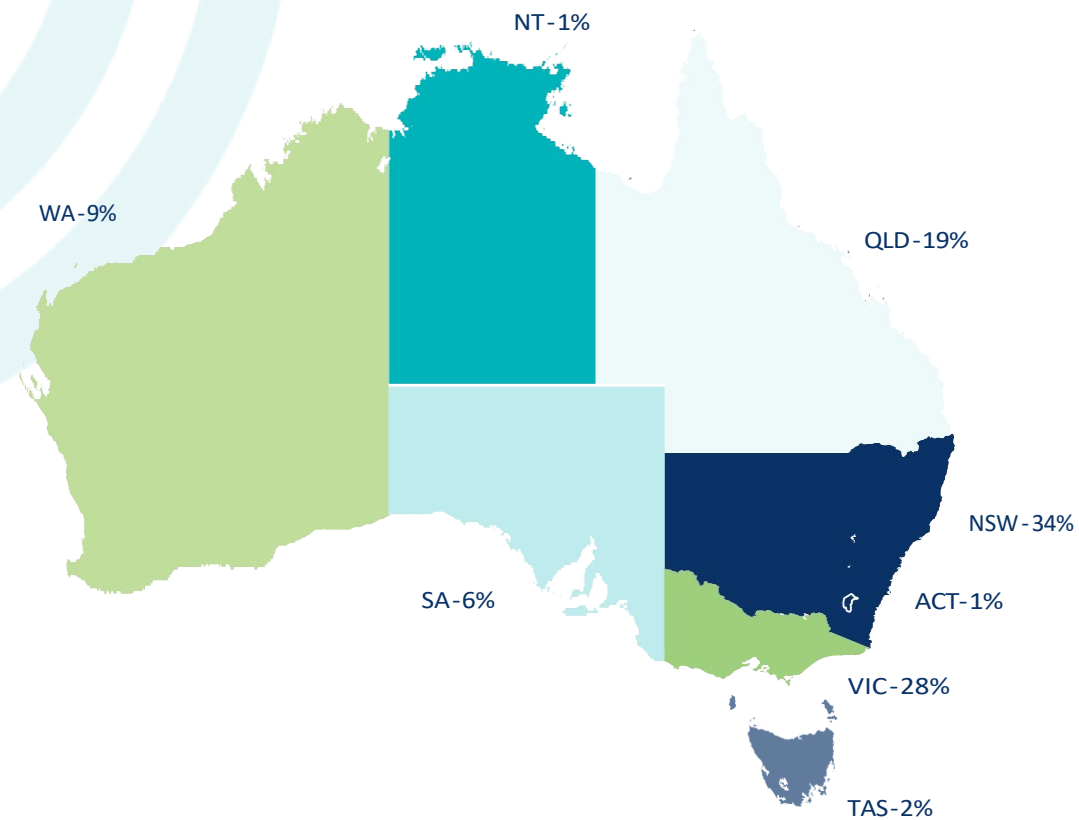 NT-1%
WA-9%
QLD-19%
NSW-34%
SA-6%
ACT-1%
VIC-28%
TAS-2%